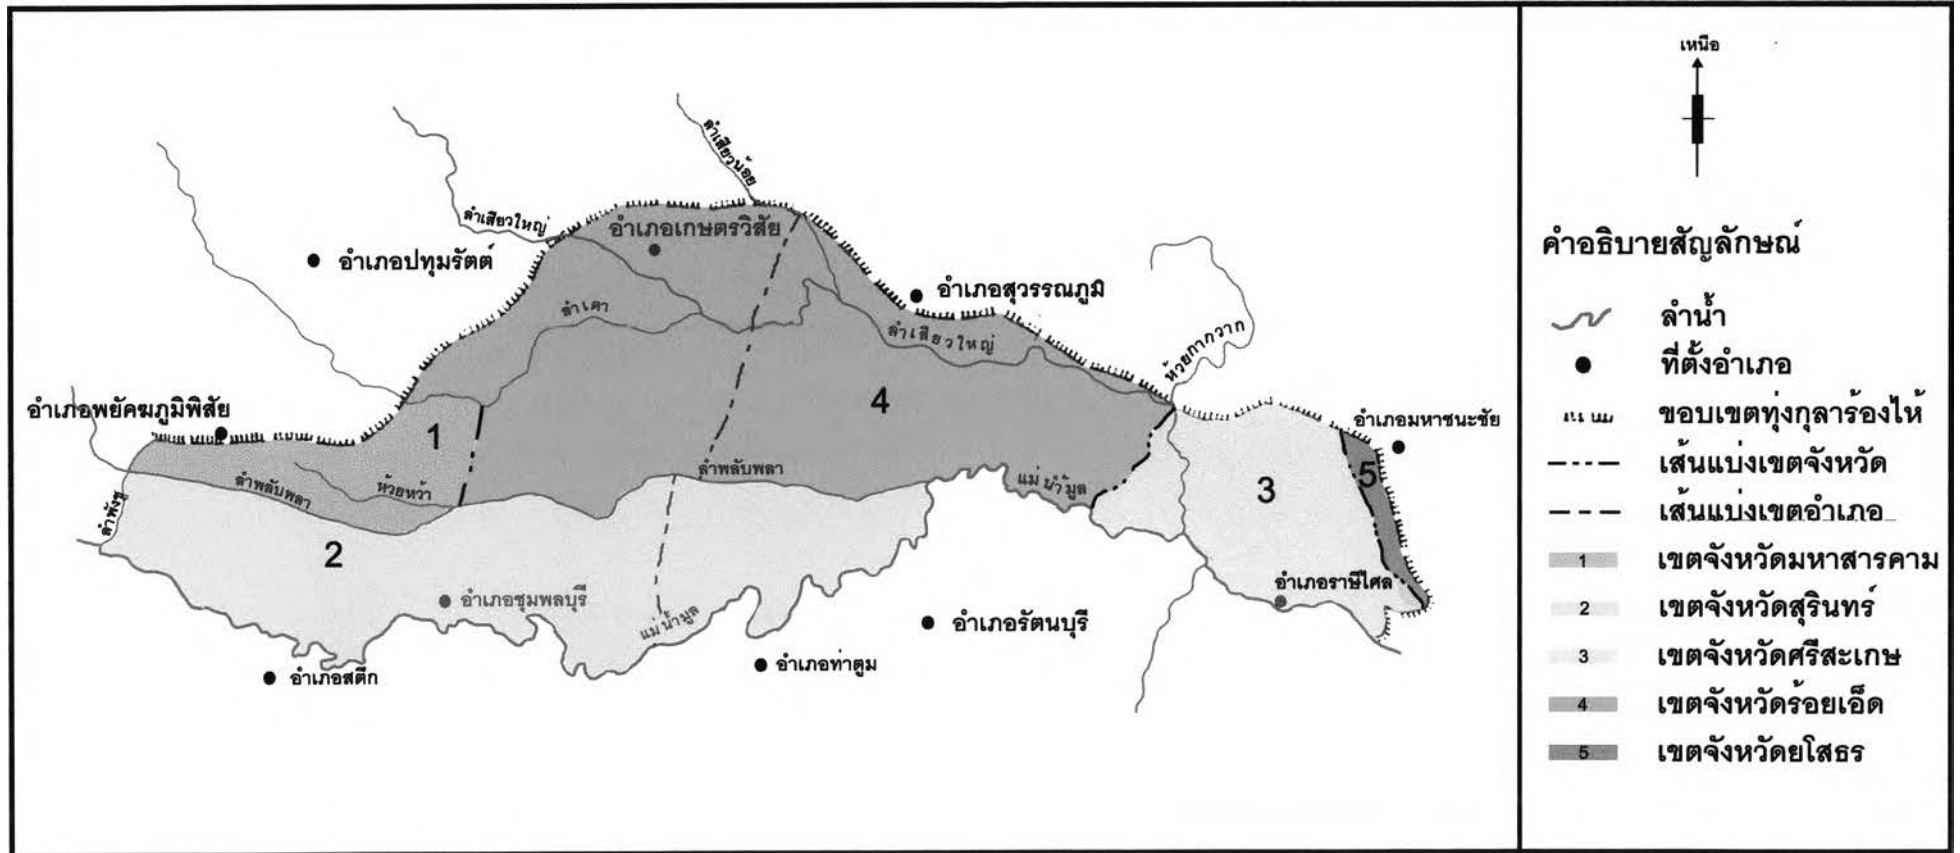 ลำเสียวน้อย
ลำเสียวใหญ่
อำเภอเกษตรวิสัย
อำเภอปทุมรัตต์
อำเภอสุวรรณภูมิ
ลำเตา
ลำเสียวใหญ่
ห้วยกากวาก
อำเภอพยัคฆภูมิพิสัย
1
4
อำเภอมหาชนะชัย
ลำพังชู
ลำพลับพลา
ห้วยหว้า
ลำพลับพลา
แม่น้ำมูล
3
5
2
อำเภอชุมพลบุรี
แม่น้ำมูล
อำเภอราษีไศล
อำเภอรัตนบุรี
อำเภอสตึก
อำเภอท่าตูม
เหนือ
คำอธิบายสัญลักษณ์
ลำน้ำ
ที่ตั้งอำเภอ
ขอบเขตทุ่งกุลาร้องไห้
เส้นแบ่งเขตจังหวัด
เส้นแบ่งเขตอำเภอ
1 เขตจังหวัดมหาสารคาม
2 เขตจังหวัดสุรินทร์
3 เขตจังหวัดศรีสะเกษ
4 เขตจังหวัดร้อยเอ็ด
5 เขตจังหวัดยโสธร